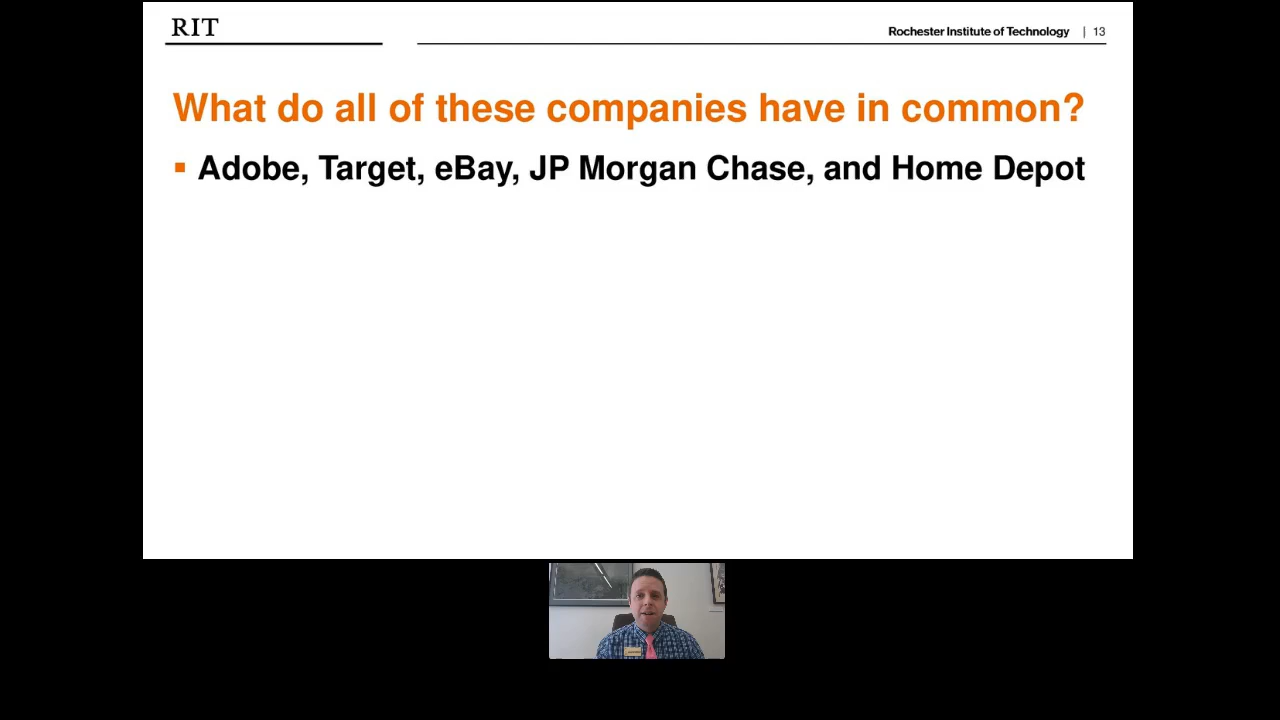 RIT
Rochester Institute of Technology | 13
What do all of these companies have in common?
Adobe, Target, eBay, JP Morgan Chase, and Home Depot